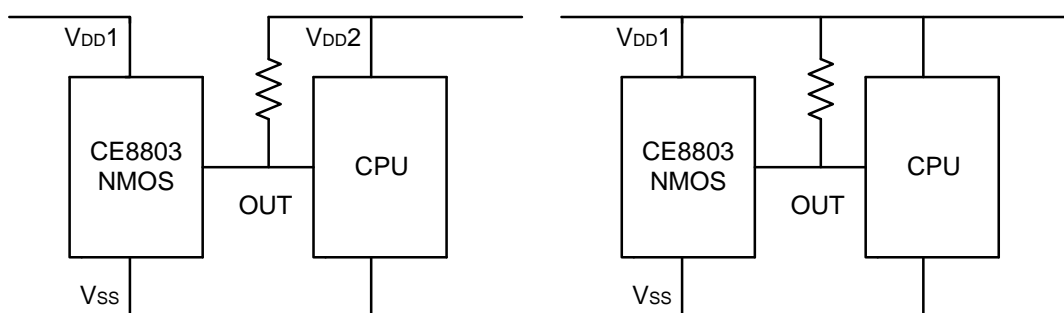 VDD1
VDD2
CE8803
NMOS
CPU
OUT
VSS
VDD1
CE8803
NMOS
CPU
OUT
VSS